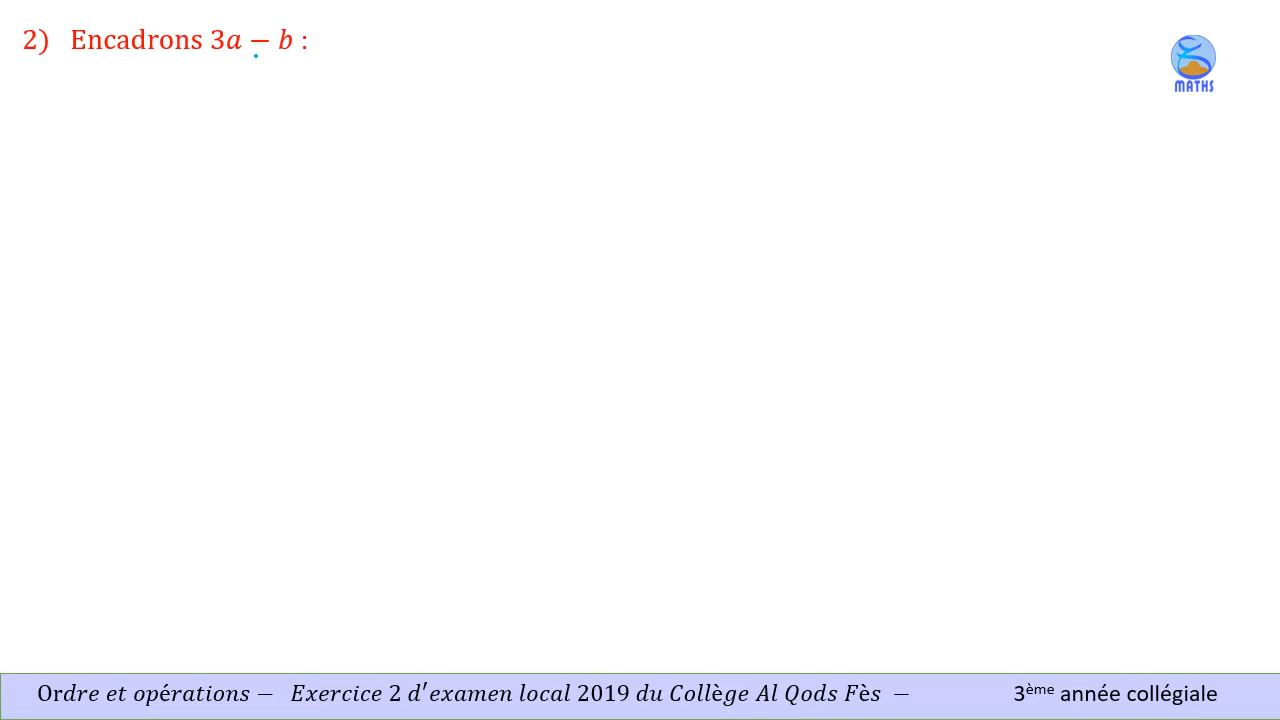 2) Encadrons 3a − b :
MATHS
Ordre et opérations − Exercice 2 d′examen local 2019 du Collège Al Qods Fès − 3ème année collégiale